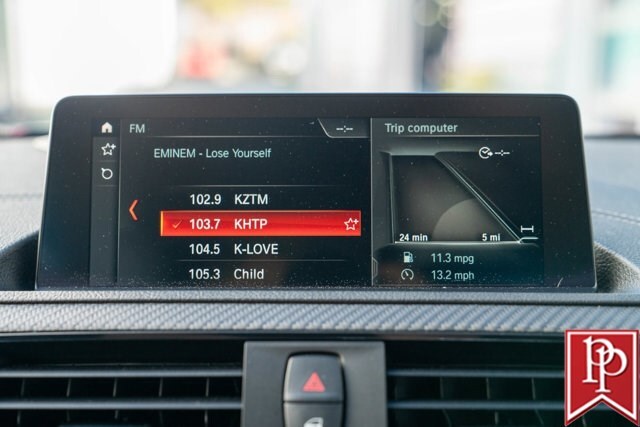 FM
--:--
Trip computer
EMINEM - Lose Yourself
--:--
102.9 KZTM
103.7 KHTP
104.5 K-LOVE
105.3 Child
24 min 5 mi
11.3 mpg
13.2 mph
PP